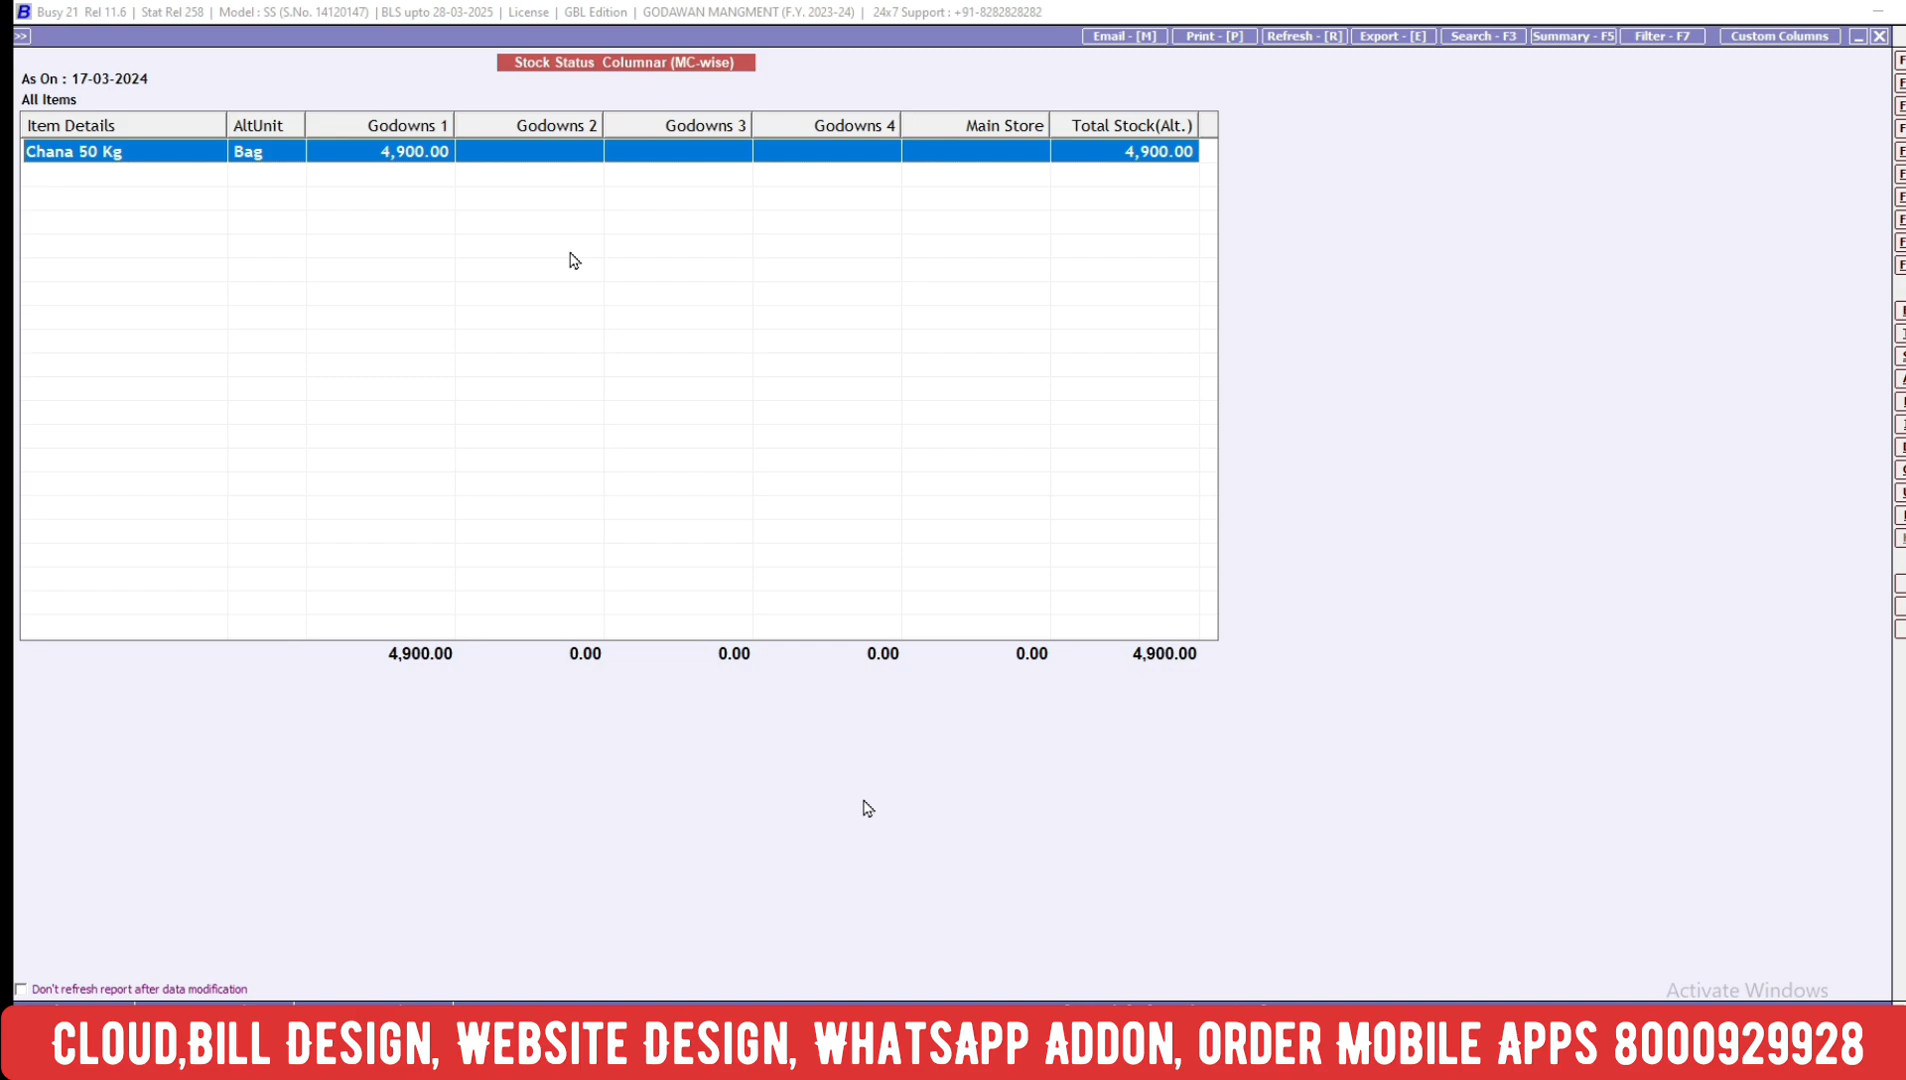 Busy 21 Rel 11.6 | Stat Rel 258 | Model : SS (S.No. 14120147) | BLS upto 28-03-2025 | License | GBL Edition | GODAWAN MANGMENT (F.Y. 2023-24) | 24x7 Support : +91-8282828282
>> Email - [M] Print - [P] Refresh - [R] Export - [E] Search - F3 Summary - F5 Filter - F7 Custom Columns
Stock Status Columnar (MC-wise)
As On : 17-03-2024
All Items
Item Details AltUnit Godowns 1 Godowns 2 Godowns 3 Godowns 4 Main Store Total Stock(Alt.)
Chana 50 Kg Bag 4,900.00 4,900.00
4,900.00 0.00 0.00 0.00 0.00 4,900.00
Don't refresh report after data modification
Activate Windows
CLOUD,BILL DESIGN, WEBSITE DESIGN, WHATSAPP ADDON, ORDER MOBILE APPS 8000929928